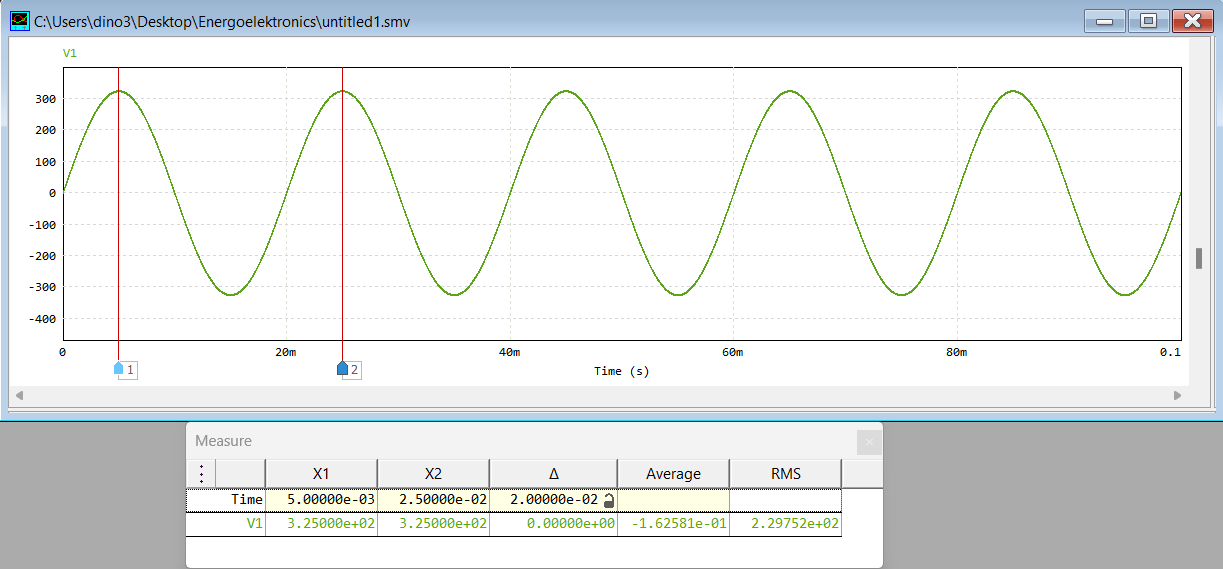 C:\Users\dino3\Desktop\Energoelektronics\untitled1.smv
V1
300
200
100
0
-100
-200
-300
-400
0 20m 40m 60m 80m 0.1
Time (s)
1 2
Measure
X1 X2 Δ Average RMS
Time 5.00000e-03 2.50000e-02 2.00000e-02
V1 3.25000e+02 3.25000e+02 0.00000e+00 -1.62581e-01 2.29752e+02